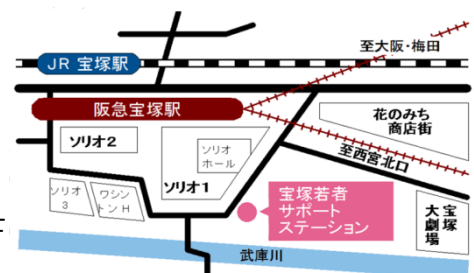 至大阪・梅田
JR 宝塚駅
阪急宝塚駅
花のみち
商店街
ソリオ2
ソリオ
ホール
至西宮北口
ソリオ1
ソリオ
3
ワシン
トンH
宝塚若者
サポート
ステーション
宝塚
大劇場
武庫川